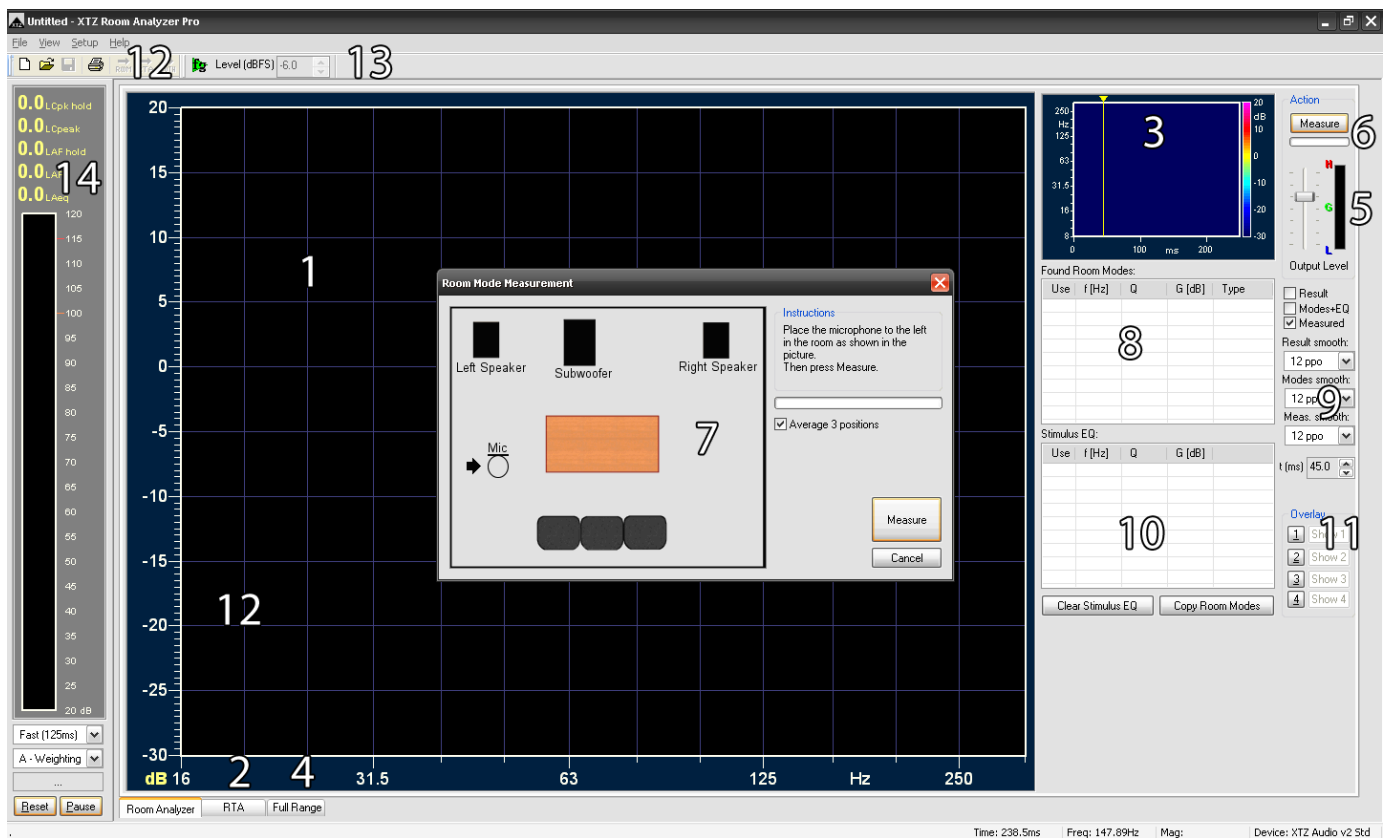 Untitled - XTZ Room Analyzer Pro
File View Setup Help
12
Level (dBFS) -6.0
13
0.0 LCpk hold
0.0 LCpeak
0.0 LAF hold
0.0 LAF
0.0 LAeq
14
120
115
110
105
100
95
90
85
80
75
70
65
60
55
50
45
40
35
30
25
20 dB
Fast (125ms)
A - Weighting
...
Reset Pause
20
15
10
5
0
-5
-10
-15
-20
-25
-30
1
12
2
4
dB 16 31.5 63 125 Hz 250
Room Analyzer RTA Full Range
Room Mode Measurement
Left Speaker
Subwoofer
Right Speaker
Mic
7
Instructions
Place the microphone to the left
in the room as shown in the
picture.
Then press Measure.
Average 3 positions
Measure
Cancel
250
Hz
125
63
31.5
16
8
0 100 ms 200
3
20
dB
10
0
-10
-20
-30
Found Room Modes:
Use f [Hz] Q G [dB] Type
8
Stimulus EQ:
Use f [Hz] Q G [dB]
10
Clear Stimulus EQ Copy Room Modes
Action
Measure
6
H
G
L
5
Output Level
Result
Modes+EQ
Measured
Result smooth:
12 ppo
Modes smooth:
12 ppo
9
Meas. smooth:
12 ppo
t (ms) 45.0
Overlay
11
1 Show 1
2 Show 2
3 Show 3
4 Show 4
Time: 238.5ms Freq: 147.89Hz Mag: Device: XTZ Audio v2 Std